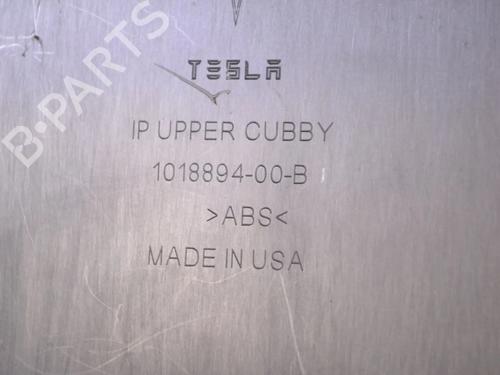 TESLA
IP UPPER CUBBY
1018894-00-B
>ABS<
MADE IN USA
B-PARTS